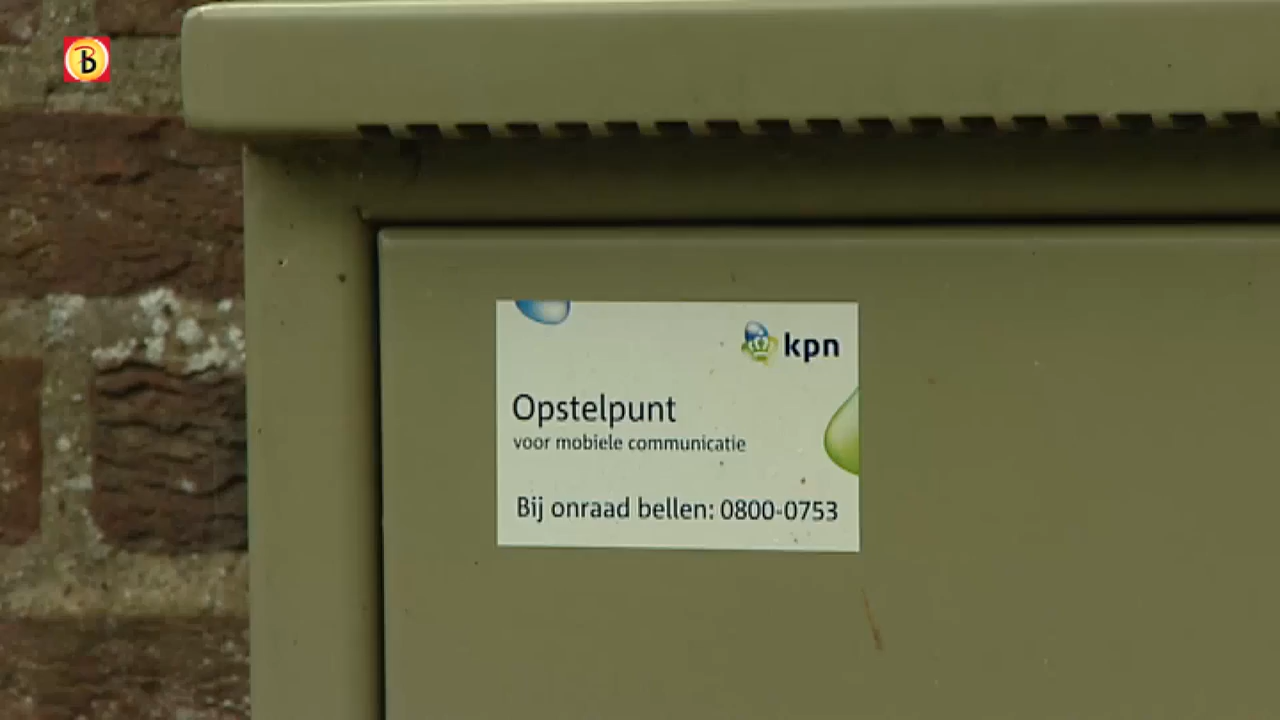 B
kpn
Opstelpunt
voor mobiele communicatie
Bij onraad bellen: 0800-0753